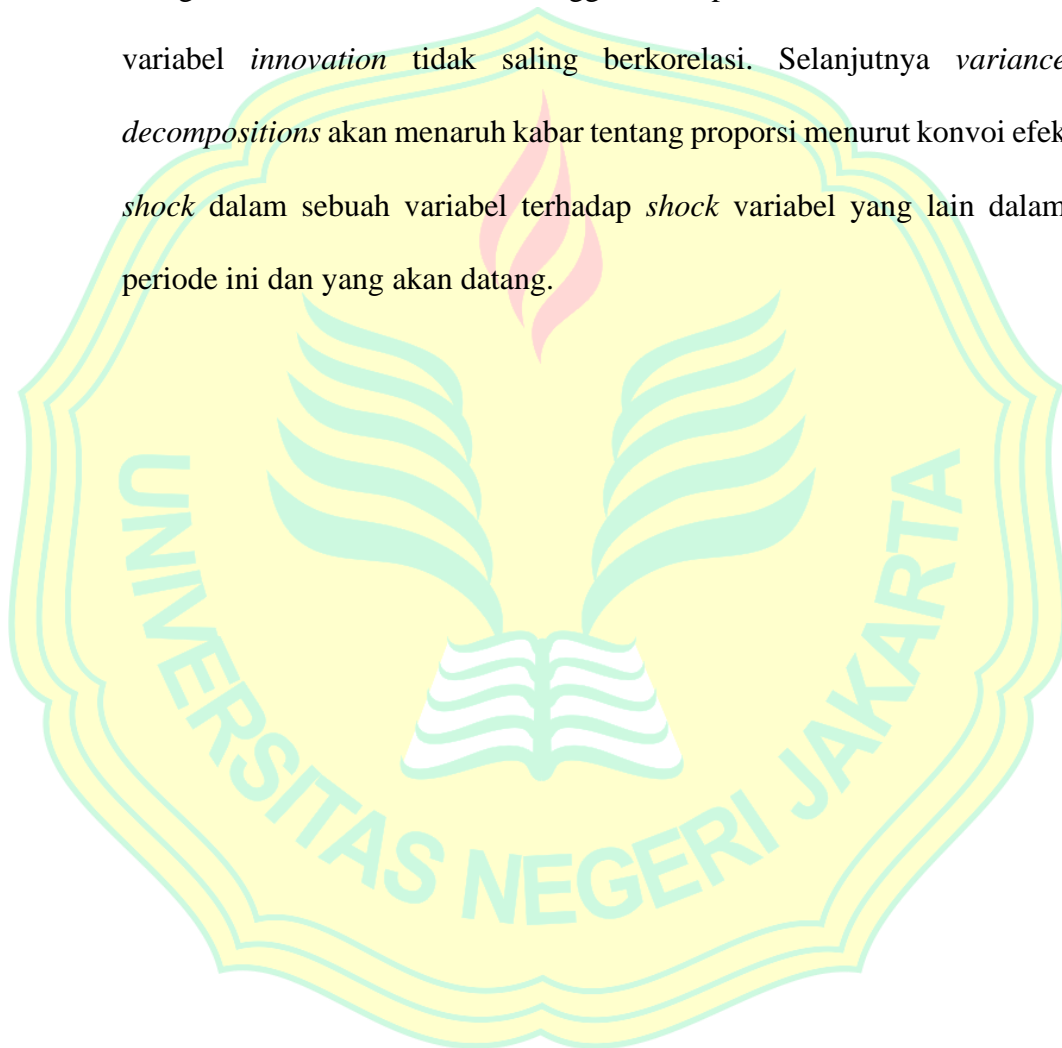 variabel innovation tidak saling berkorelasi. Selanjutnya variance
decompositions akan menaruh kabar tentang proporsi menurut konvoi efek
shock dalam sebuah variabel terhadap shock variabel yang lain dalam
periode ini dan yang akan datang.
UNIVERSITAS NEGERI JAKARTA